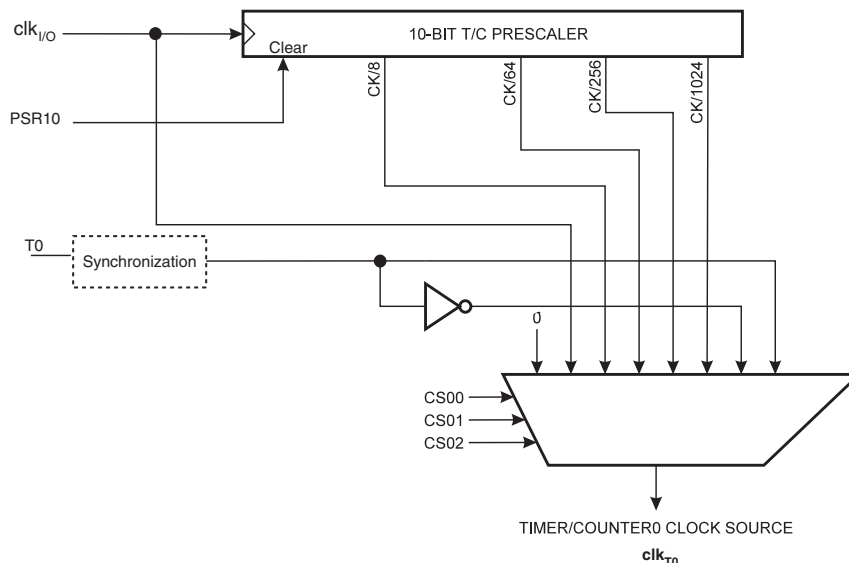 clkI/O
10-BIT T/C PRESCALER
Clear
CK/8
CK/64
CK/256
CK/1024
PSR10
T0
Synchronization
0
CS00
CS01
CS02
TIMER/COUNTER0 CLOCK SOURCE
clkT0